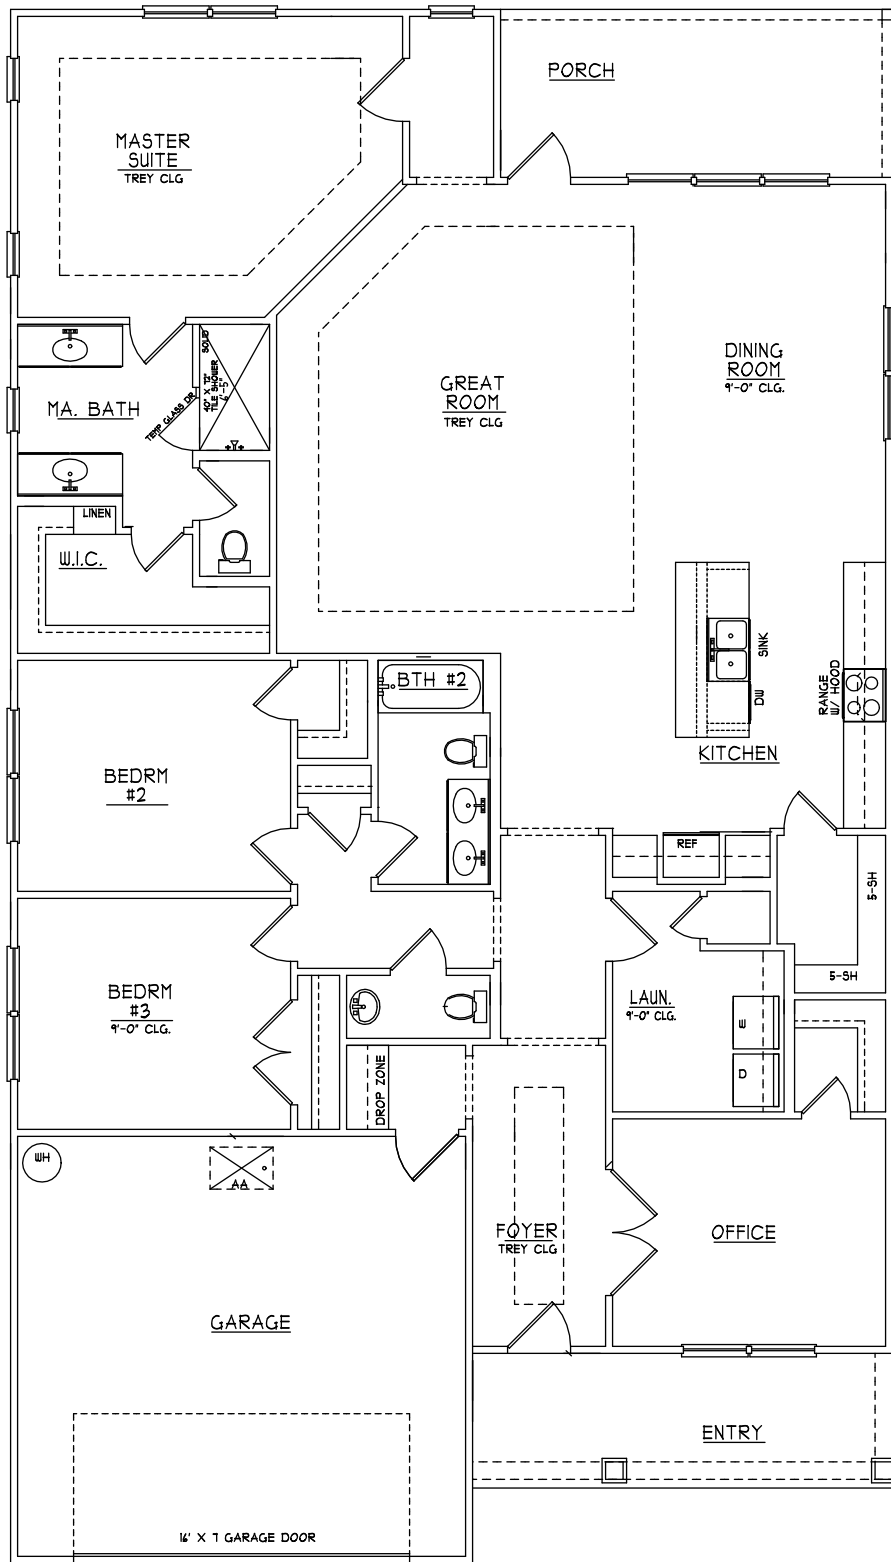 PORCH
MASTER
SUITE
TREY CLG
DINING
ROOM
9'-0" CLG.
GREAT
ROOM
TREY CLG
SOLID
40" X 72"
TILE SHOWER
6'-5"
TEMP GLASS DR
MA. BATH
LINEN
W.I.C.
SINK
DW
RANGE
W/ HOOD
KITCHEN
BTH #2
BEDRM
#2
REF
5-SH
5-SH
BEDRM
#3
9'-0" CLG.
LAUN.
9'-0" CLG.
W
D
DROP ZONE
WH
AA
FOYER
TREY CLG
OFFICE
GARAGE
ENTRY
16' X 7 GARAGE DOOR